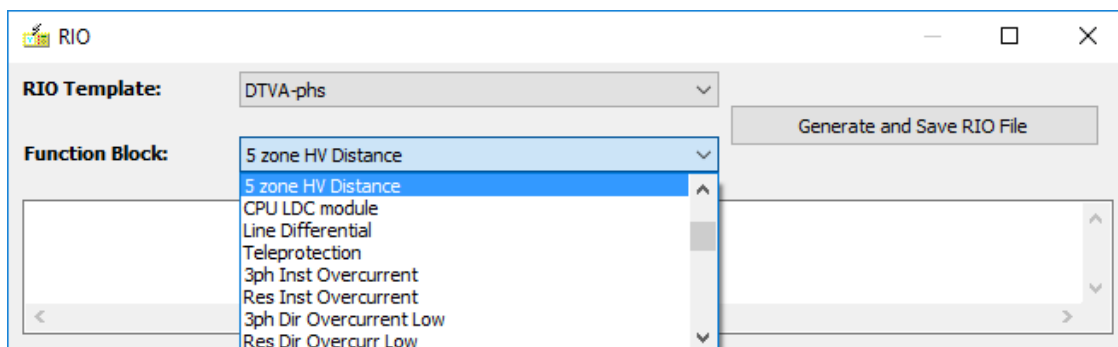 RIO
RIO Template:
DTVA-phs
Generate and Save RIO File
Function Block:
5 zone HV Distance
5 zone HV Distance
CPU LDC module
Line Differential
Teleprotection
3ph Inst Overcurrent
Res Inst Overcurrent
3ph Dir Overcurrent Low
Res Dir Overcurr Low